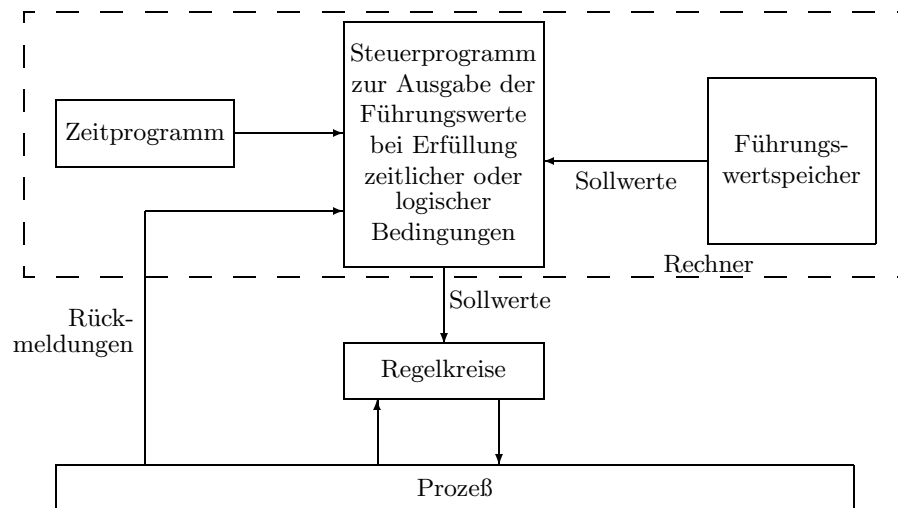 Steuerprogramm
zur Ausgabe der
Führungswerte
bei Erfüllung
zeitlicher oder
logischer
Bedingungen
Zeitprogramm
Führungs-
wertspeicher
Sollwerte
Rechner
Sollwerte
Rück-
meldungen
Regelkreise
Prozeß